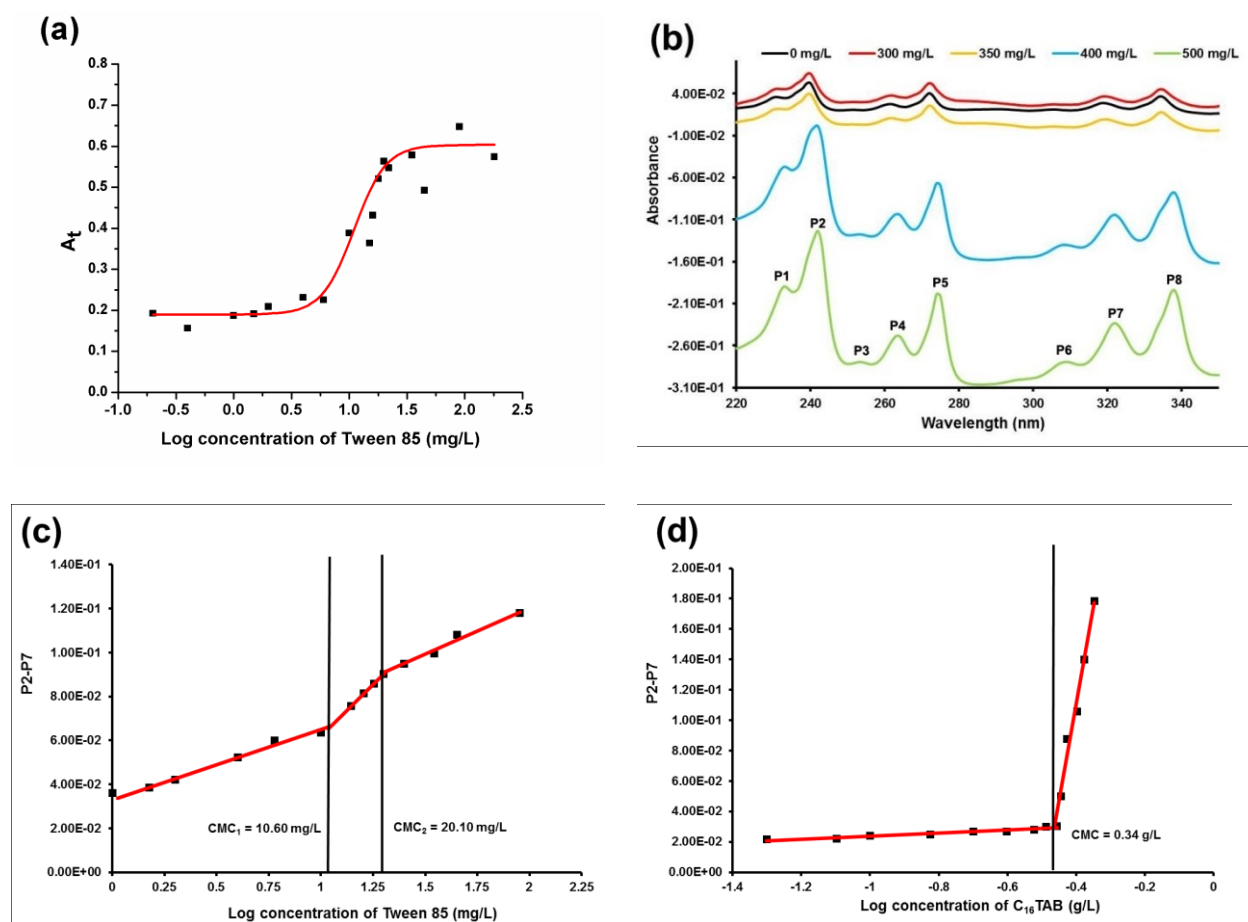 (a)
0.8
0.7
0.6
0.5
0.4
0.3
0.2
0.1
0.0
At
-1.0 -0.5 0.0 0.5 1.0 1.5 2.0 2.5
Log concentration of Tween 85 (mg/L)
(b)
0 mg/L 300 mg/L 350 mg/L 400 mg/L 500 mg/L
4.00E-02
-1.00E-02
-6.00E-02
-1.10E-01
-1.60E-01
-2.10E-01
-2.60E-01
-3.10E-01
Absorbance
P1 P2 P3 P4 P5 P6 P7 P8
220 240 260 280 300 320 340
Wavelength (nm)
(c)
1.40E-01
1.20E-01
1.00E-01
8.00E-02
6.00E-02
4.00E-02
2.00E-02
0.00E+00
P2-P7
CMC₁ = 10.60 mg/L
CMC₂ = 20.10 mg/L
0 0.25 0.5 0.75 1 1.25 1.5 1.75 2 2.25
Log concentration of Tween 85 (mg/L)
(d)
2.00E-01
1.80E-01
1.60E-01
1.40E-01
1.20E-01
1.00E-01
8.00E-02
6.00E-02
4.00E-02
2.00E-02
0.00E+00
P2-P7
CMC = 0.34 g/L
-1.4 -1.2 -1 -0.8 -0.6 -0.4 -0.2 0
Log concentration of C₁₆TAB (g/L)